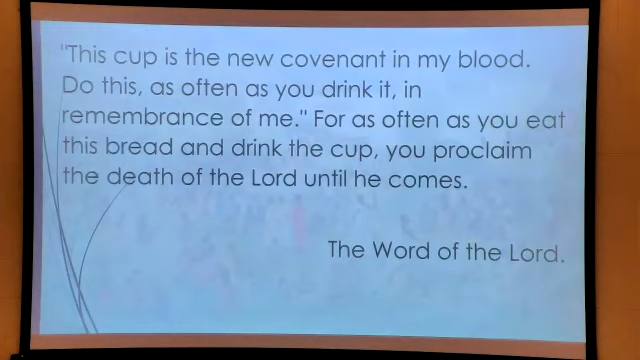 "This cup is the new covenant in my blood.
Do this, as often as you drink it, in
remembrance of me." For as often as you eat
this bread and drink the cup, you proclaim
the death of the Lord until he comes.
The Word of the Lord.